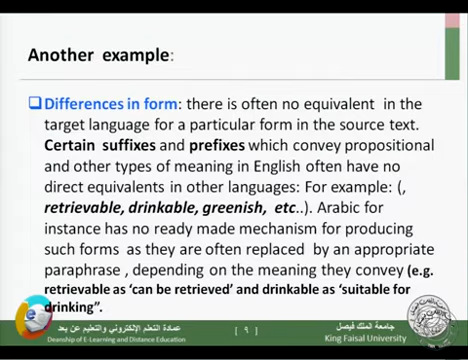 Another example:
❑Differences in form: there is often no equivalent in the
target language for a particular form in the source text.
Certain suffixes and prefixes which convey propositional
and other types of meaning in English often have no
direct equivalents in other languages: For example: (,
retrievable, drinkable, greenish, etc..). Arabic for
instance has no ready made mechanism for producing
such forms as they are often replaced by an appropriate
paraphrase , depending on the meaning they convey (e.g.
retrievable as 'can be retrieved' and drinkable as 'suitable for
drinking”.
عمادة التعلم الإلكتروني والتعليم عن بعد
Deanship of E-Learning and Distance Education
[ ٩ ]
جامعة الملك فيصل
King Faisal University